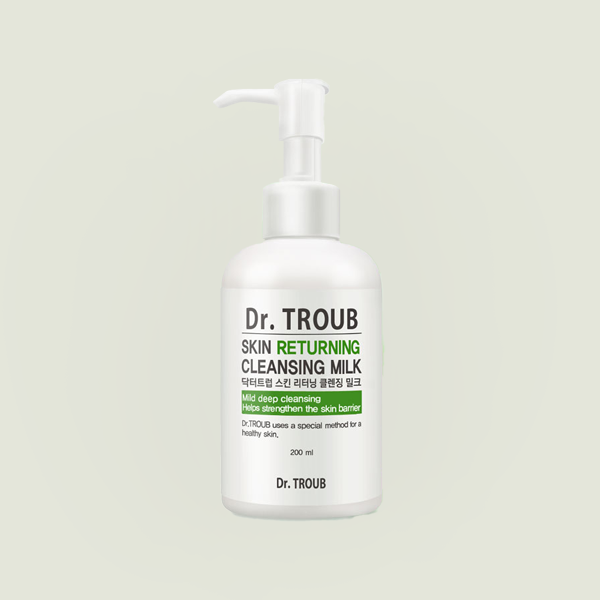 Dr. TROUB
SKIN RETURNING
CLEANSING MILK
닥터트럽 스킨 리터닝 클렌징 밀크
Mild deep cleansing
Helps strengthen the skin barrier
Dr.TROUB uses a special method for a
healthy skin.
200 ml
Dr. TROUB